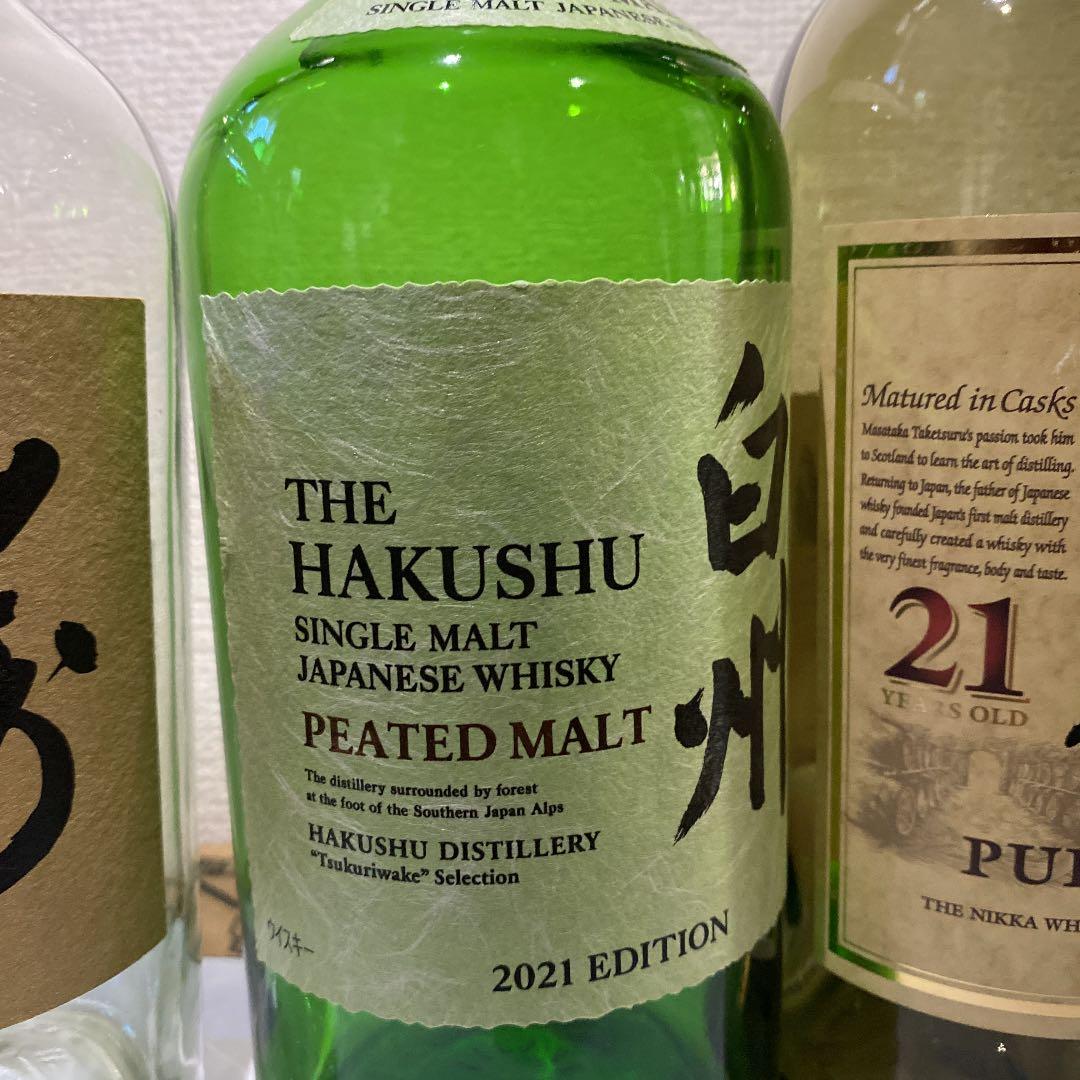 SINGLE MALT JAPANESE
THE
HAKUSHU
SINGLE MALT
JAPANESE WHISKY
PEATED MALT
The distillery surrounded by forest
at the foot of the Southern Japan Alps
HAKUSHU DISTILLERY
"Tsukuriwake" Selection
ウイスキー
2021 EDITION
白州
Matured in Casks
Masataka Taketsuru's passion took him
to Scotland to learn the art of distilling.
Returning to Japan, the father of Japanese
whisky founded Japan's first malt distillery
and carefully created a whisky with
the very finest fragrance, body and taste.
21
YEARS OLD
PU
THE NIKKA WH